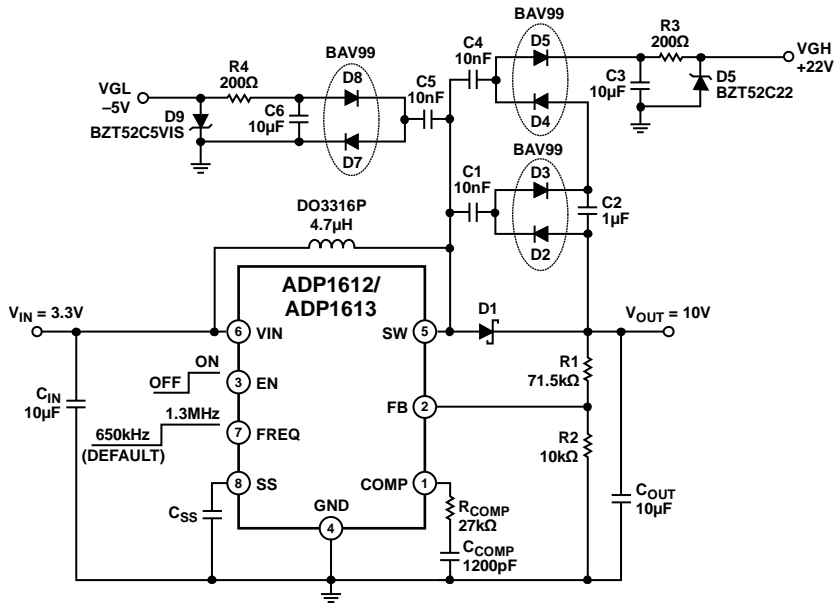 BAV99
C4
10nF
D5
D4
R3
200Ω
VGH
+22V
C3
10µF
D5
BZT52C22
BAV99
R4
200Ω
D8
D7
C5
10nF
VGL
–5V
D9
BZT52C5VIS
C6
10µF
BAV99
C1
10nF
D3
D2
C2
1µF
DO3316P
4.7µH
ADP1612/
ADP1613
VIN = 3.3V
6
VIN
SW
5
D1
VOUT = 10V
ON
OFF
3
EN
R1
71.5kΩ
CIN
10µF
FB
2
1.3MHz
650kHz
(DEFAULT)
7
FREQ
R2
10kΩ
8
SS
COMP
1
CSS
GND
4
RCOMP
27kΩ
CCOMP
1200pF
COUT
10µF